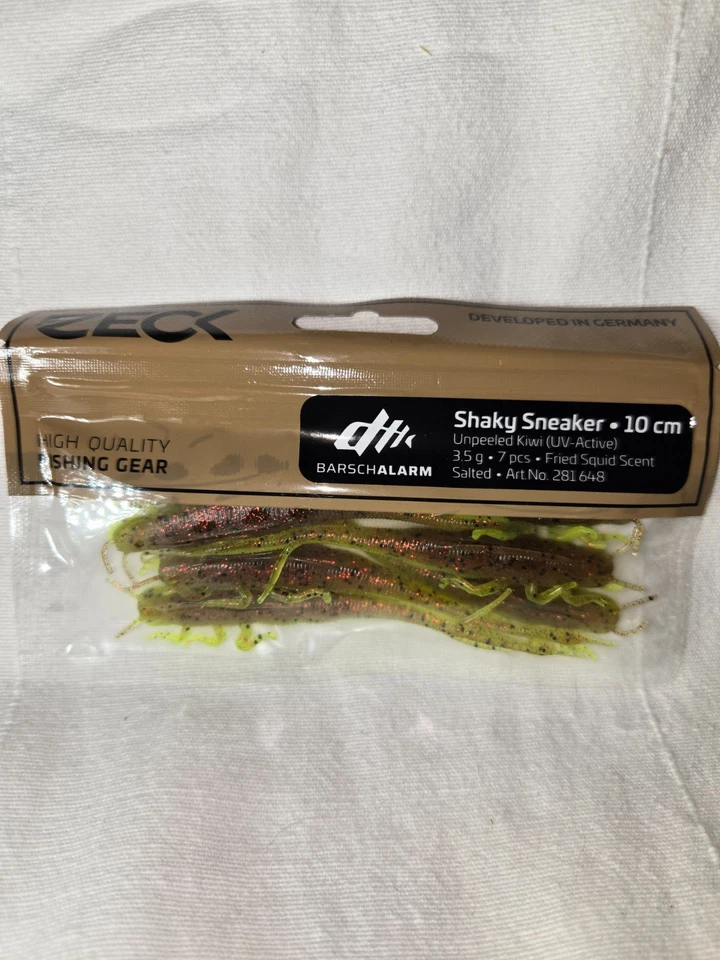 ZECK
DEVELOPED IN GERMANY
HIGH QUALITY
FISHING GEAR
BARSCHALARM
Shaky Sneaker • 10 cm
Unpeeled Kiwi (UV-Active)
3.5 g • 7 pcs • Fried Squid Scent
Salted • Art.No. 281 648